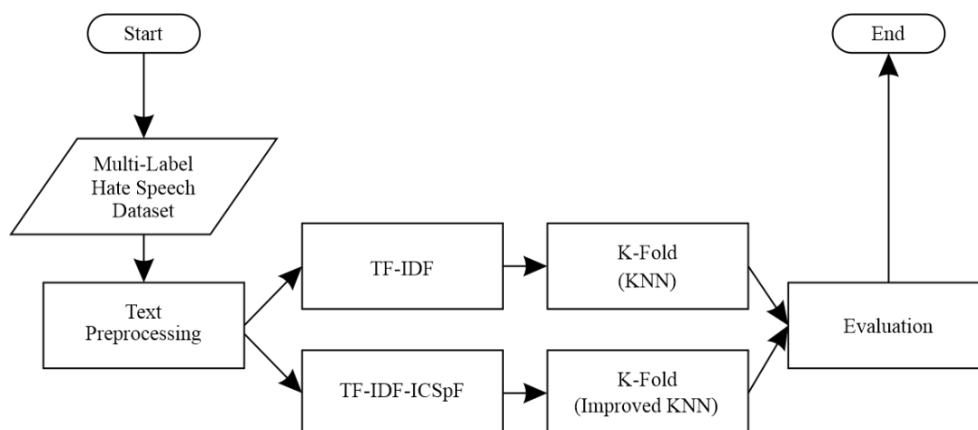 Start
End
Multi-Label
Hate Speech
Dataset
Text
Preprocessing
TF-IDF
K-Fold
(KNN)
TF-IDF-ICSpF
K-Fold
(Improved KNN)
Evaluation